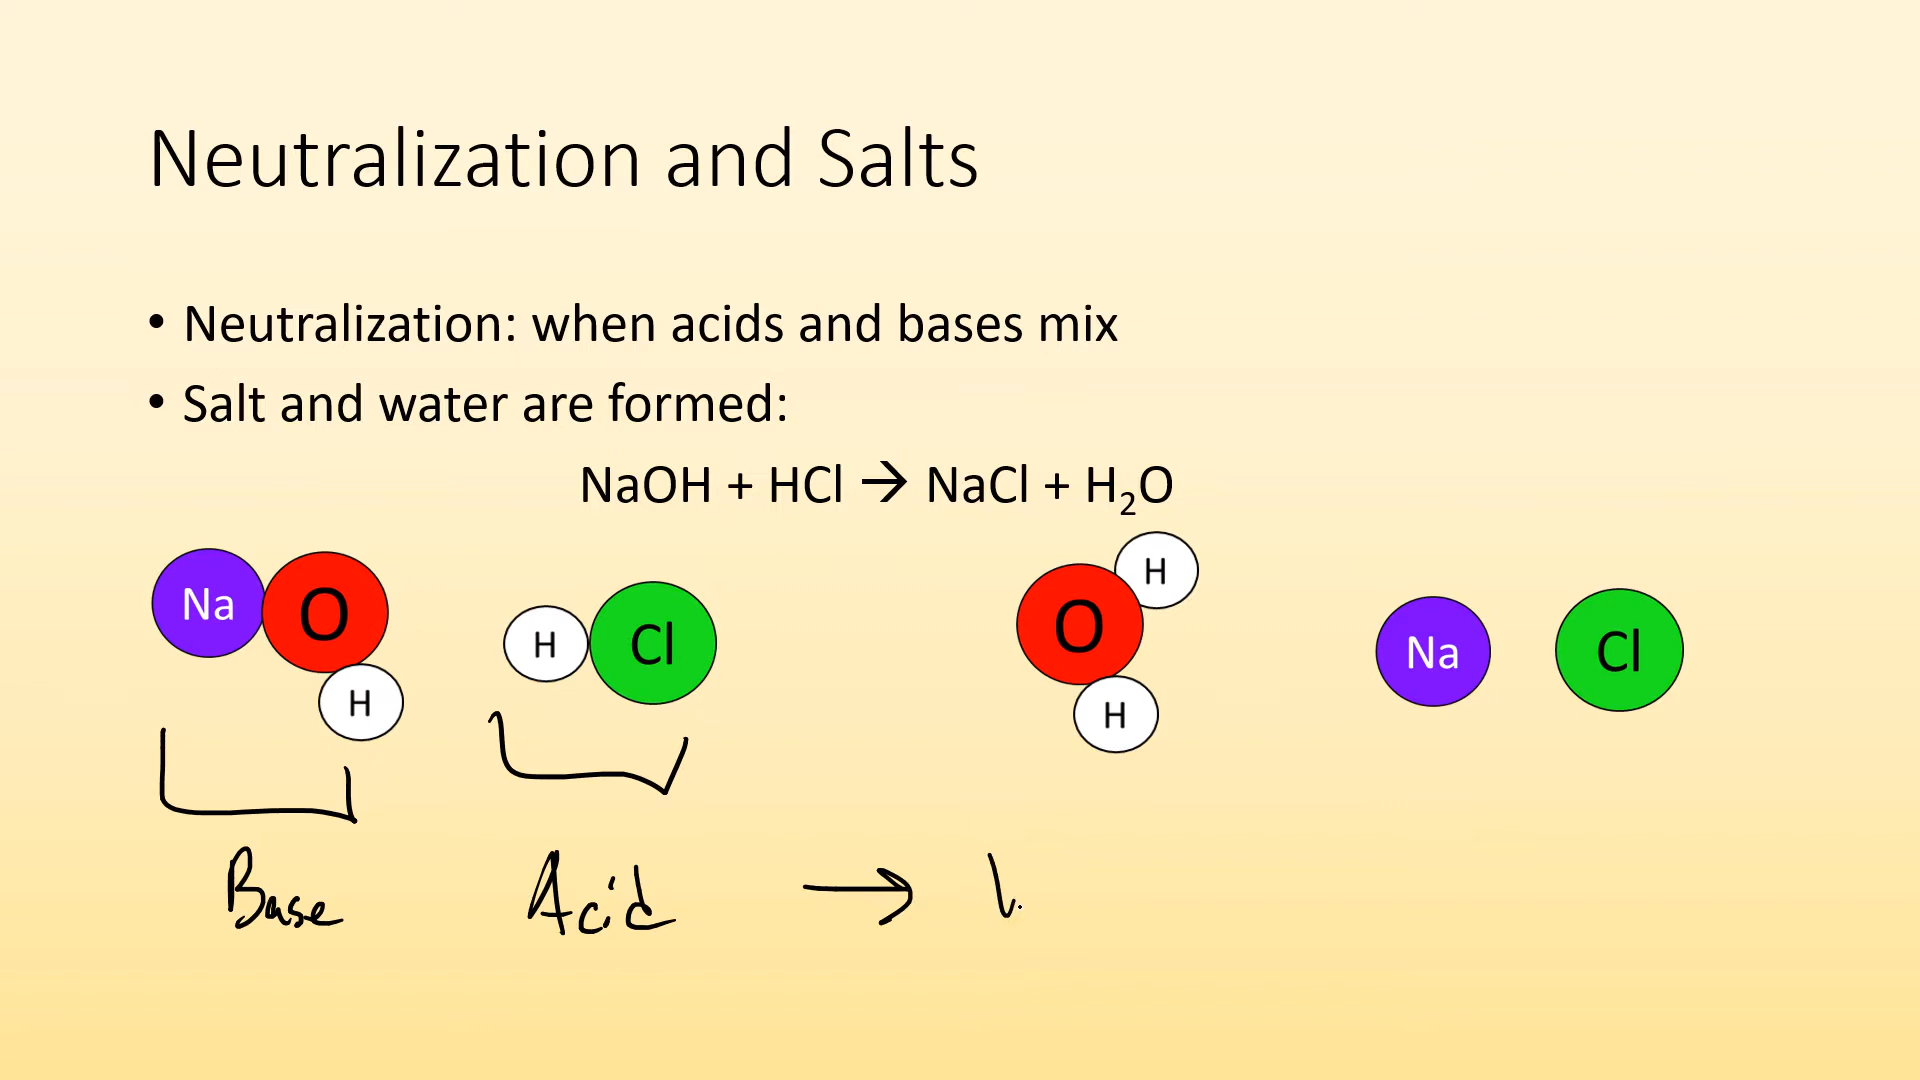 Neutralization and Salts
• Neutralization: when acids and bases mix
• Salt and water are formed:
NaOH + HCl → NaCl + H₂O
Na O H H Cl O H H Na Cl
Base Acid →